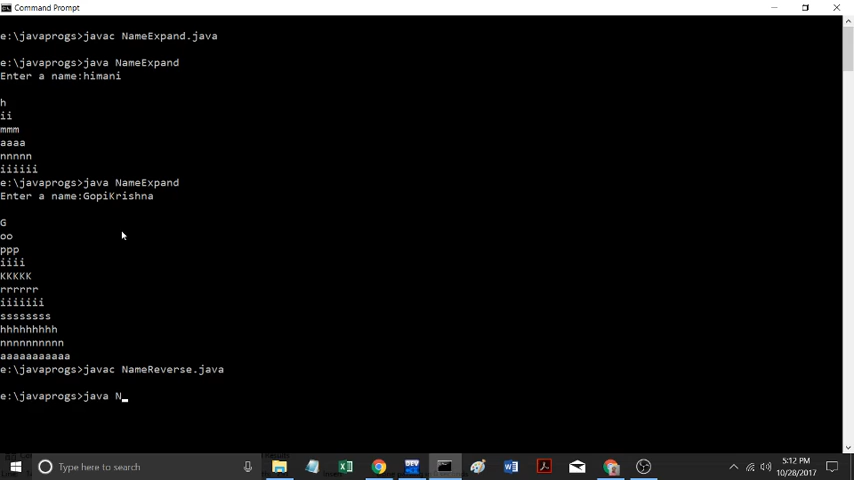 Command Prompt
e:\javaprogs>javac NameExpand.java
e:\javaprogs>java NameExpand
Enter a name:himani
h
ii
mmm
aaaa
nnnnn
iiiiii
e:\javaprogs>java NameExpand
Enter a name:GopiKrishna
G
oo
ppp
iiii
KKKKK
rrrrrr
iiiiiii
ssssssss
hhhhhhhhh
nnnnnnnnnn
aaaaaaaaaaa
e:\javaprogs>javac NameReverse.java
e:\javaprogs>java N_
Type here to search
DEV
5:12 PM
10/28/2017